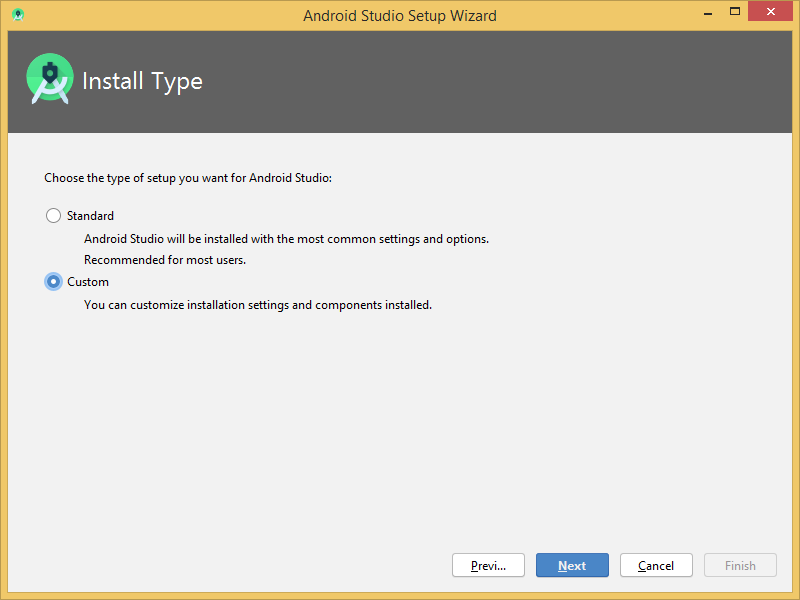 Android Studio Setup Wizard
Install Type
Choose the type of setup you want for Android Studio:
Standard
Android Studio will be installed with the most common settings and options.
Recommended for most users.
Custom
You can customize installation settings and components installed.
Previ... Next Cancel Finish